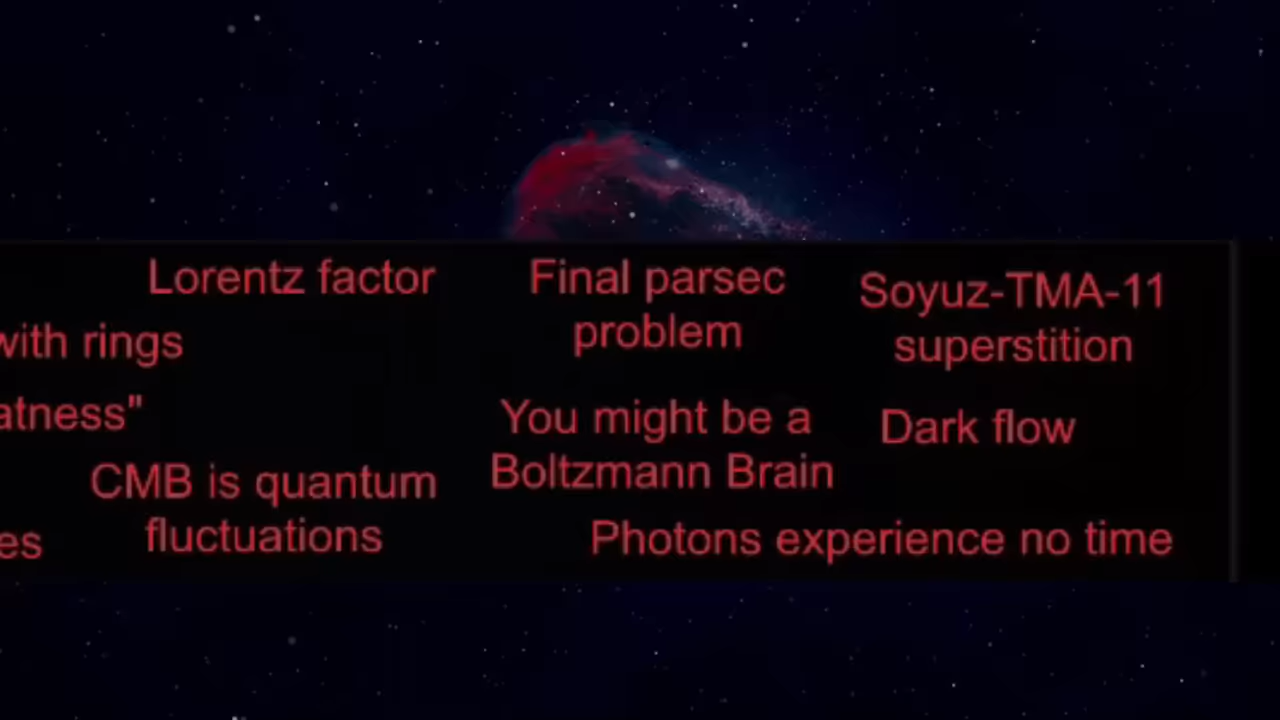 Lorentz factor
Final parsec
problem
Soyuz-TMA-11
superstition
with rings
atness"
You might be a
Boltzmann Brain
Dark flow
CMB is quantum
fluctuations
es
Photons experience no time